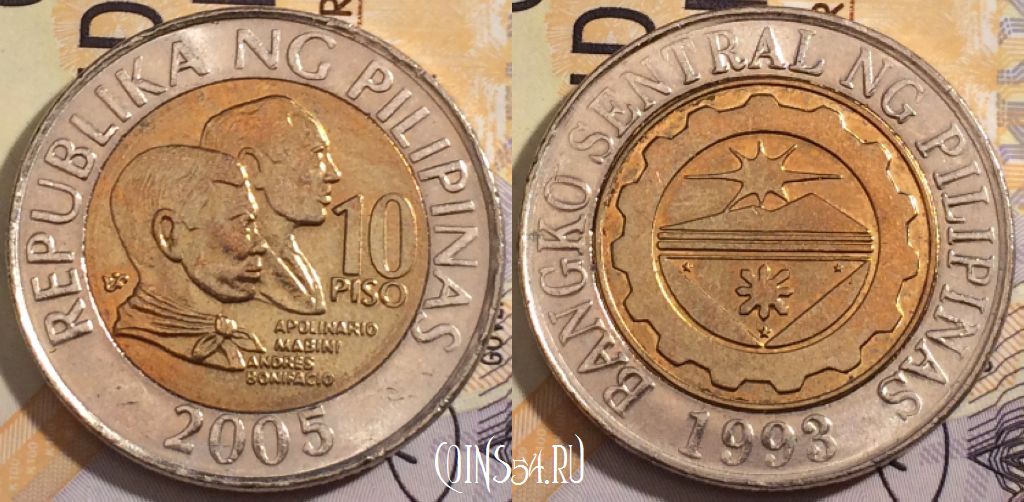 REPUBLIKA NG PILIPINAS
10
PISO
APOLINARIO
MABINI
ANDRES
BONIFACIO
2005
BANGKO SENTRAL NG PILIPINAS
1993
COINS54.RU